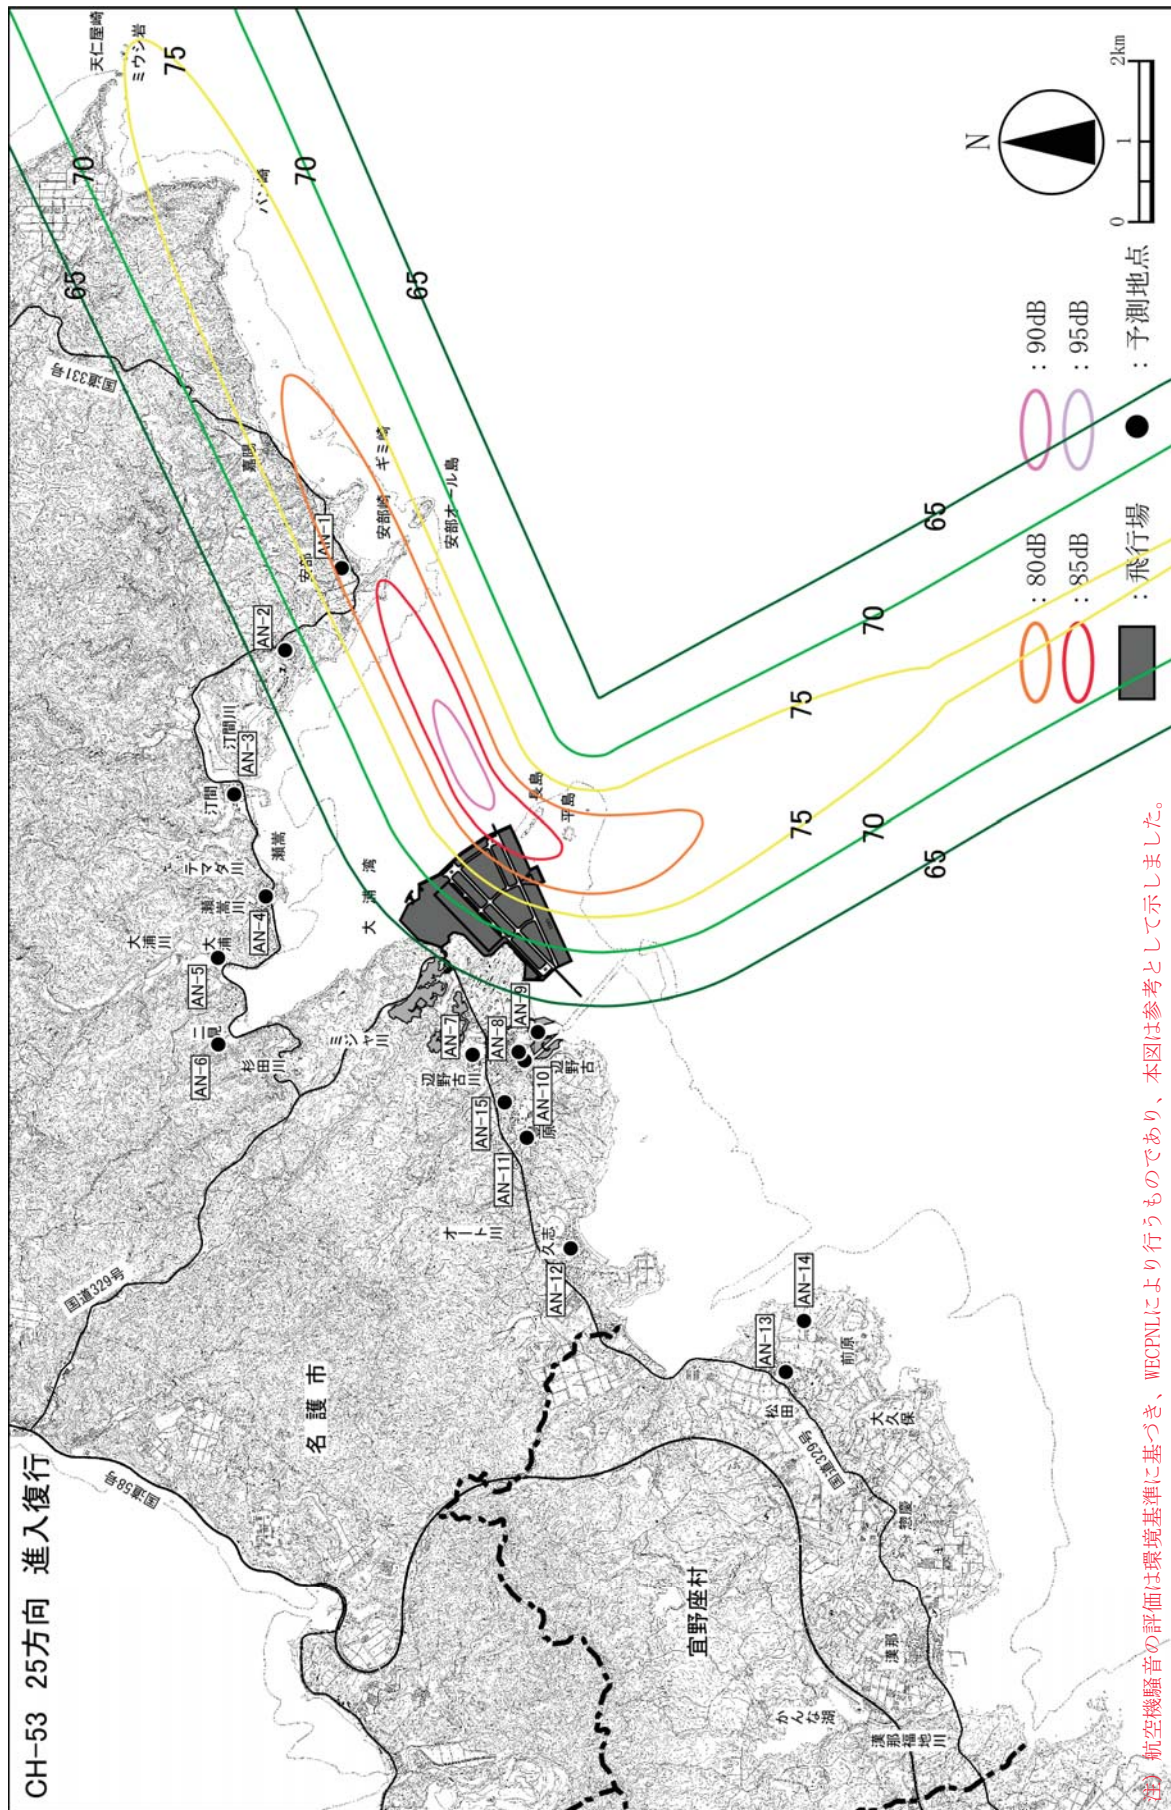 CH-53 25方向 進入復行
天仁屋崎
ミウシ岩
75
70
65
バン崎
70
65
国道331号
嘉陽
ギミ崎
安部崎
安部オール島
安部
AN-1
AN-2
汀間川
AN-3
汀間
テマダ川
瀬嵩
瀬嵩川
AN-4
大浦川
大浦
AN-5
二見
AN-6
杉田川
大浦湾
ミジャ川
長島
平島
AN-7
AN-8
AN-9
辺野古川
辺野古
AN-10
AN-15
AN-11
原
オート川
久志
AN-12
国道329号
国道58号
名護市
AN-13
AN-14
松田
前原
大久保
国道329号
惣慶
宜野座村
漢那
かんな湖
漢那福地川
65
70
75
75
70
65
N
0 1 2km
:80dB
:85dB
:90dB
:95dB
:飛行場
:予測地点
注) 航空機騒音の評価は環境基準に基づき、WECPNLにより行うものであり、本図は参考として示しました。